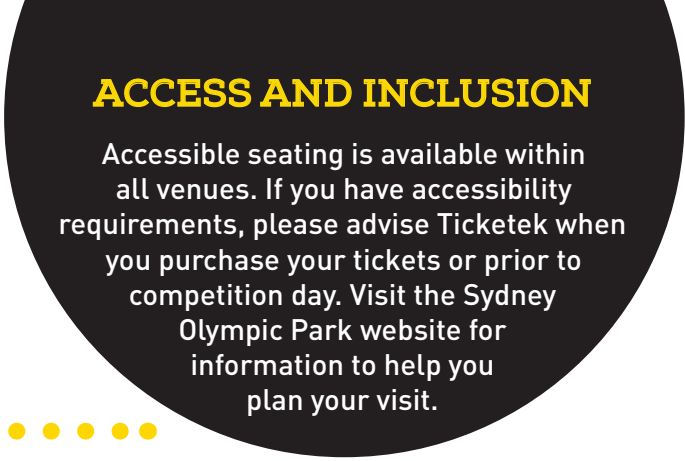 ACCESS AND INCLUSION
Accessible seating is available within
all venues. If you have accessibility
requirements, please advise Ticketek when
you purchase your tickets or prior to
competition day. Visit the Sydney
Olympic Park website for
information to help you
plan your visit.